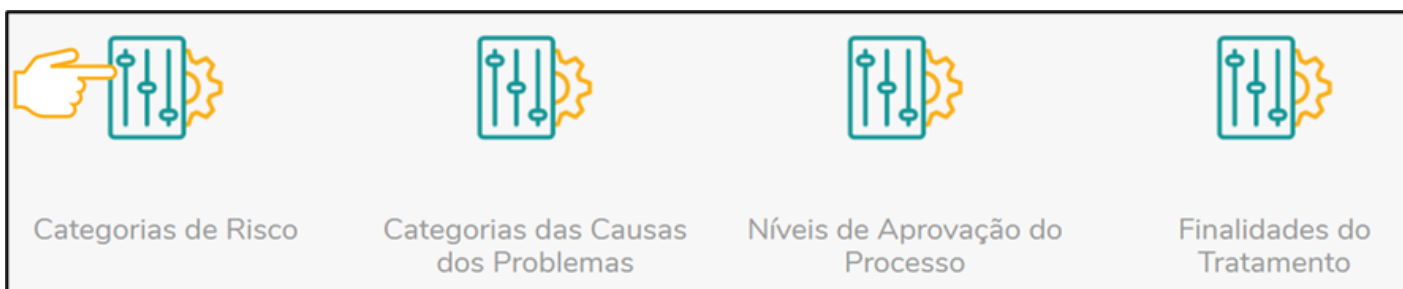 Categorias de Risco
Categorias das Causas
dos Problemas
Níveis de Aprovação do
Processo
Finalidades do
Tratamento